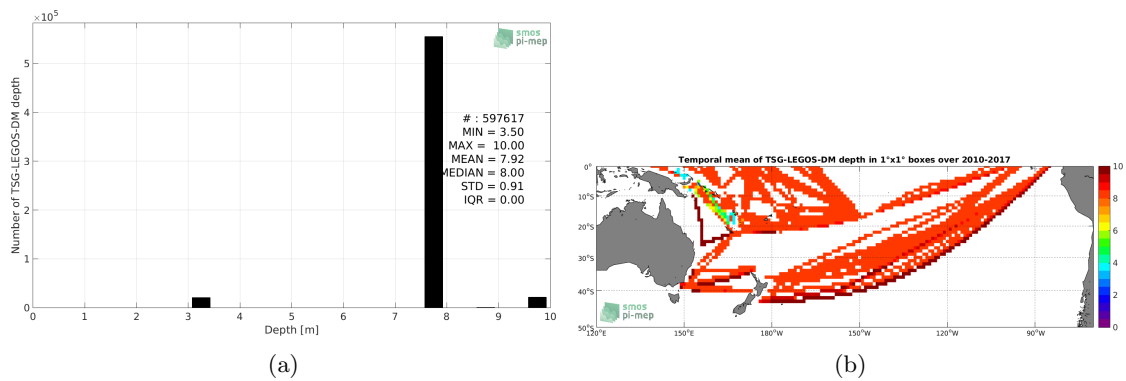 ×10⁵
5
4
3
2
1
0
Number of TSG-LEGOS-DM depth
smos
pi-mep
# : 597617
MIN = 3.50
MAX = 10.00
MEAN = 7.92
MEDIAN = 8.00
STD = 0.91
IQR = 0.00
0 1 2 3 4 5 6 7 8 9 10
Depth [m]
(a)
Temporal mean of TSG-LEGOS-DM depth in 1°x1° boxes over 2010-2017
0°
10°S
20°S
30°S
40°S
50°S
120°E 150°E 180°W 150°W 120°W 90°W
smos
pi-mep
10
8
6
4
2
0
(b)